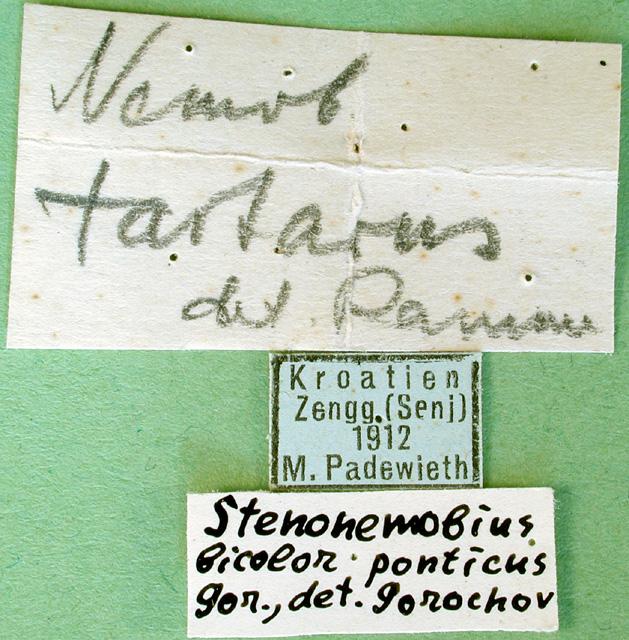 Nemob
tartarus
det. Ramme
Kroatien
Zengg.(Senj)
1912
M. Padewieth
Stenonemobius
bicolor ponticus
gor., det. gorochov